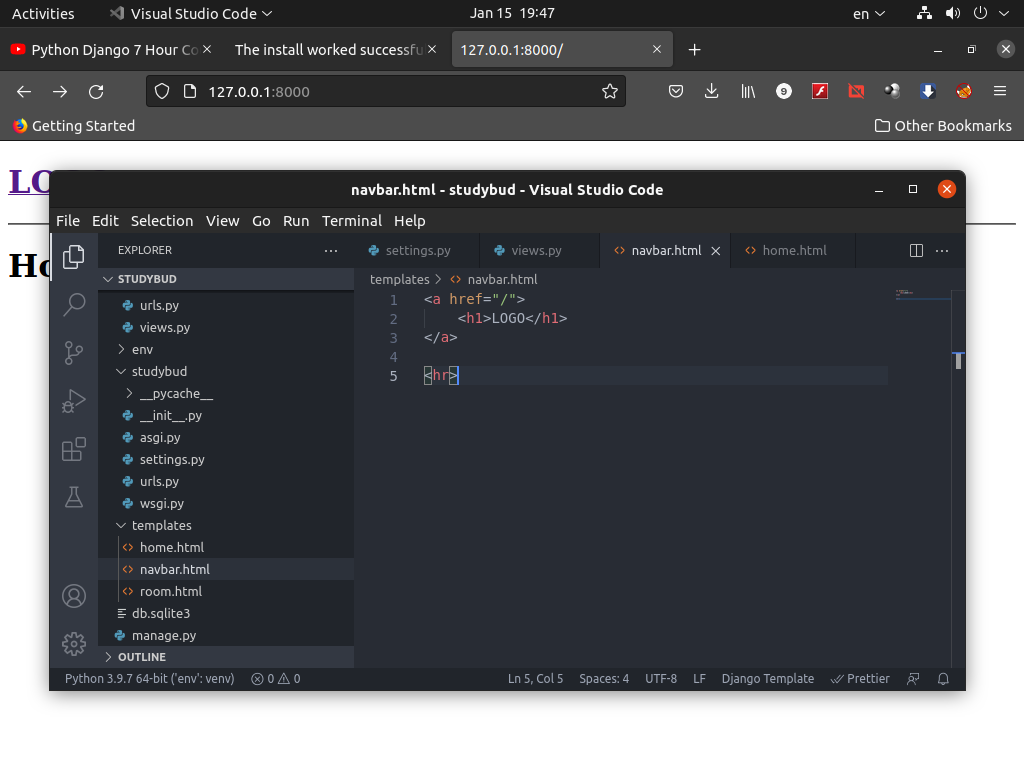 Activities Visual Studio Code Jan 15 19:47 en
Python Django 7 Hour Co The install worked successfu 127.0.0.1:8000/
127.0.0.1:8000 9
Getting Started Other Bookmarks
navbar.html - studybud - Visual Studio Code
File Edit Selection View Go Run Terminal Help
EXPLORER settings.py views.py navbar.html home.html
STUDYBUD
templates > navbar.html
urls.py
views.py
env
studybud
__pycache__
__init__.py
asgi.py
settings.py
urls.py
wsgi.py
templates
home.html
navbar.html
room.html
db.sqlite3
manage.py
OUTLINE
1 <a href="/">
2 <h1>LOGO</h1>
3 </a>
4
5 <hr>
Python 3.9.7 64-bit ('env': venv) 0 0 Ln 5, Col 5 Spaces: 4 UTF-8 LF Django Template Prettier